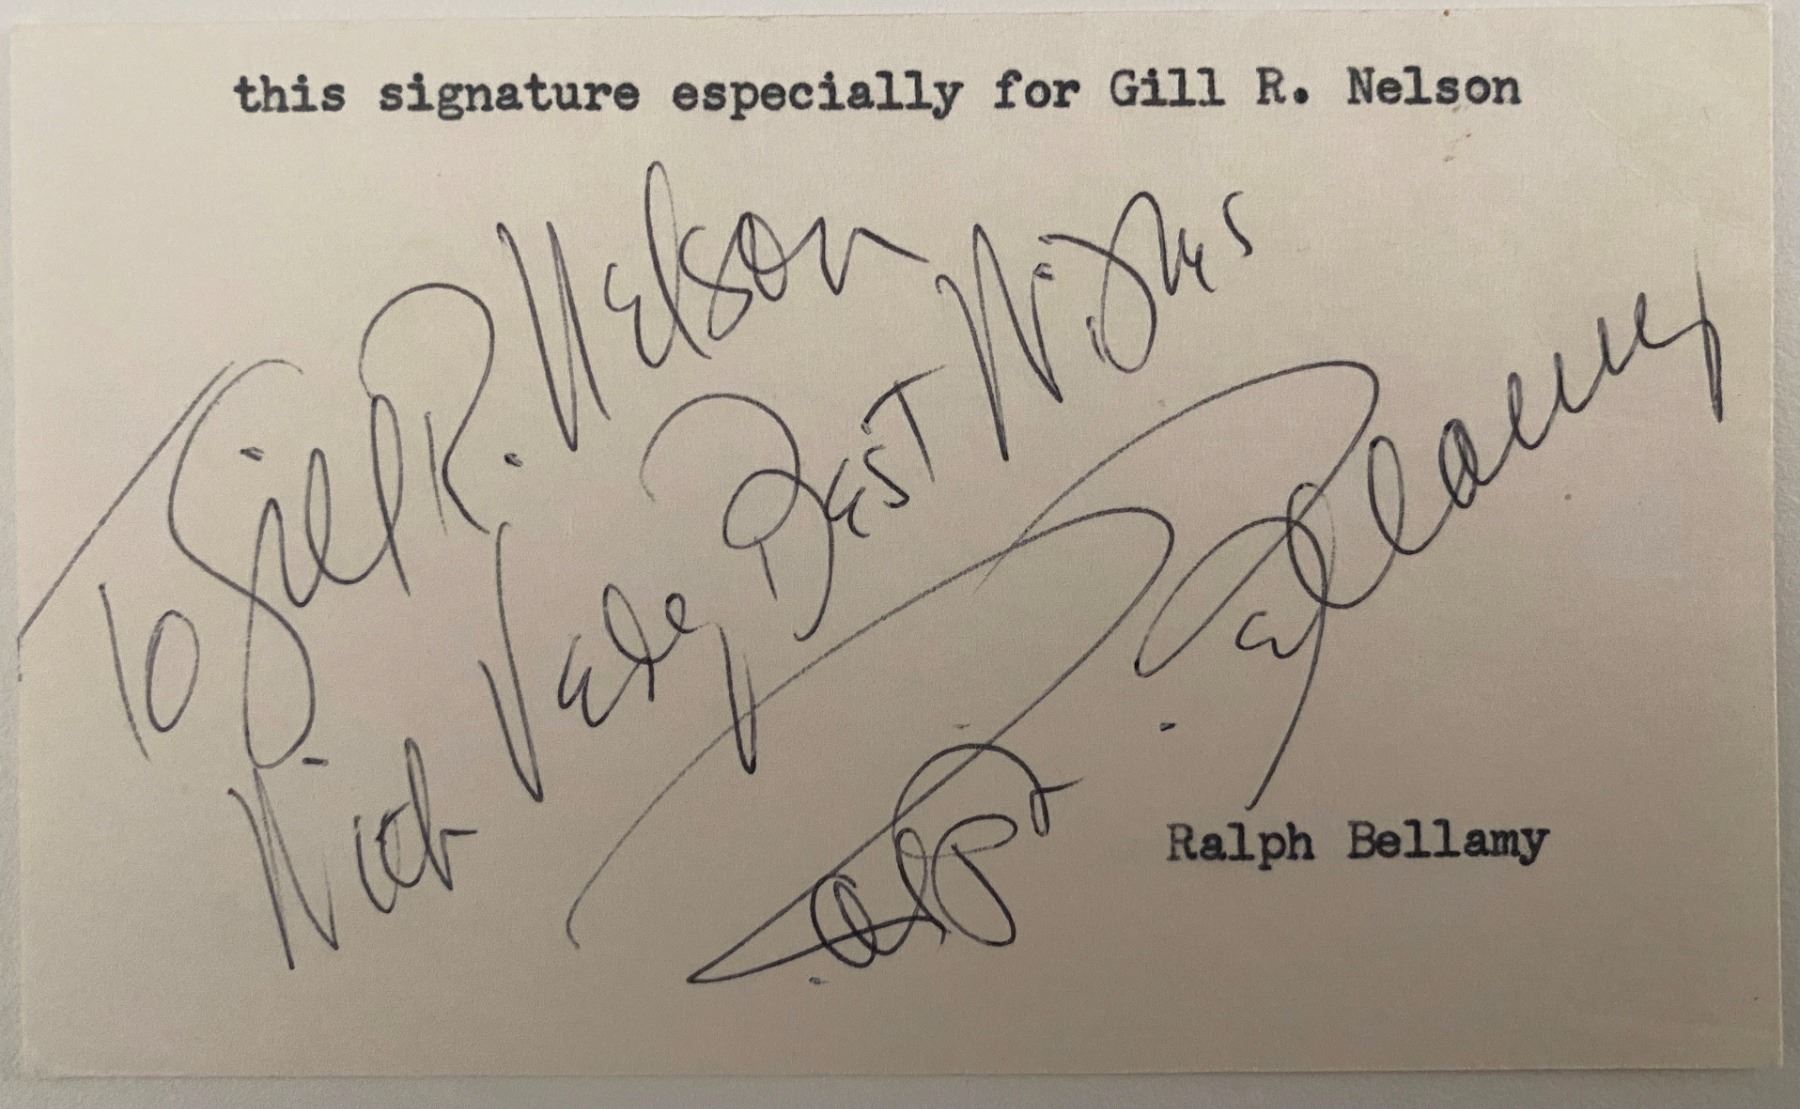 this signature especially for Gill R. Nelson
To Gill R. Nelson
With Very Best Wishes
Ralph Bellamy
Ralph Bellamy